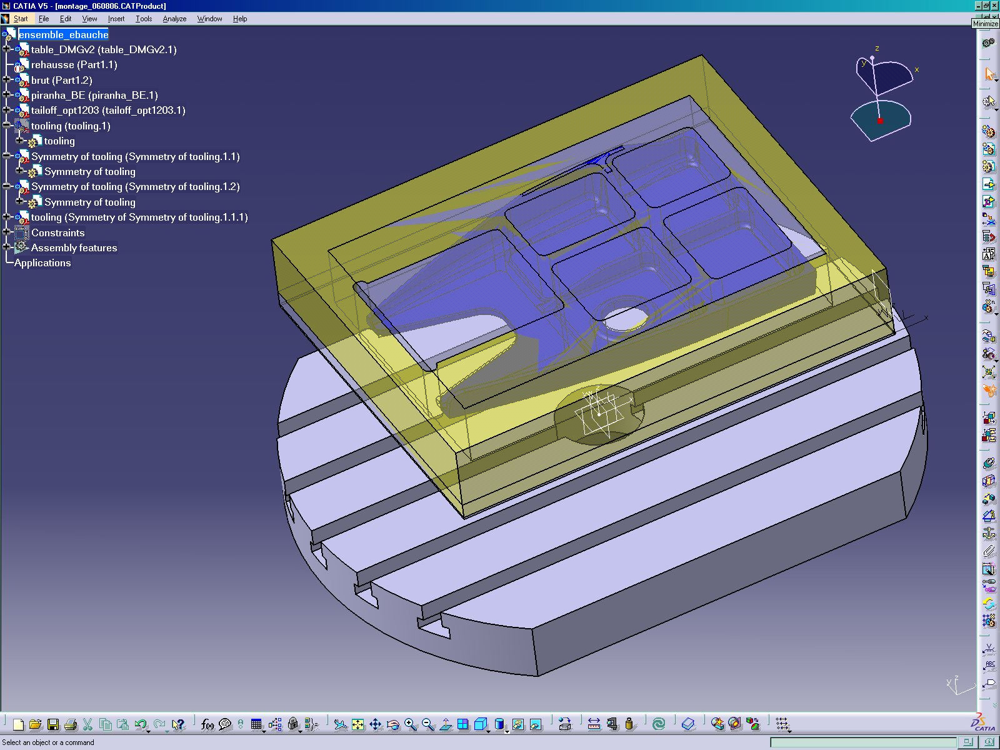 CATIA V5 - [montage_060806.CATProduct]
Start File Edit View Insert Tools Analyze Window Help
Minimize
ensemble_ebauche
table_DMGv2 (table_DMGv2.1)
rehausse (Part1.1)
brut (Part1.2)
piranha_BE (piranha_BE.1)
tailoff_opt1203 (tailoff_opt1203.1)
tooling (tooling.1)
tooling
Symmetry of tooling (Symmetry of tooling.1.1)
Symmetry of tooling
Symmetry of tooling (Symmetry of tooling.1.2)
Symmetry of tooling
tooling (Symmetry of Symmetry of tooling.1.1.1)
Constraints
Assembly features
Applications
z
y
x
z
x
z
x
y z
ABC
f(x)
DS
CATIA
Select an object or a command